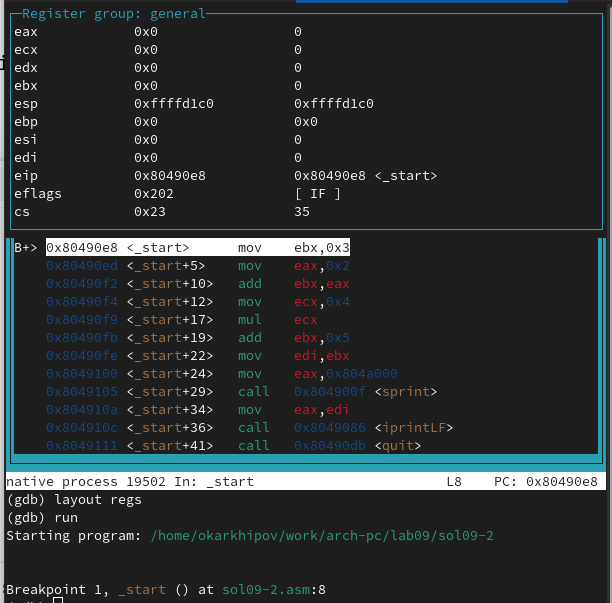 Register group: general
eax 0x0 0
ecx 0x0 0
edx 0x0 0
ebx 0x0 0
esp 0xffffd1c0 0xffffd1c0
ebp 0x0 0x0
esi 0x0 0
edi 0x0 0
eip 0x80490e8 0x80490e8 <_start>
eflags 0x202 [ IF ]
cs 0x23 35
B+> 0x80490e8 <_start> mov ebx,0x3
0x80490ed <_start+5> mov eax,0x2
0x80490f2 <_start+10> add ebx,eax
0x80490f4 <_start+12> mov ecx,0x4
0x80490f9 <_start+17> mul ecx
0x80490fb <_start+19> add ebx,0x5
0x80490fe <_start+22> mov edi,ebx
0x8049100 <_start+24> mov eax,0x804a000
0x8049105 <_start+29> call 0x804900f <sprint>
0x804910a <_start+34> mov eax,edi
0x804910c <_start+36> call 0x8049086 <iprintLF>
0x8049111 <_start+41> call 0x80490db <quit>
native process 19502 In: _start L8 PC: 0x80490e8
(gdb) layout regs
(gdb) run
Starting program: /home/okarkhipov/work/arch-pc/lab09/sol09-2
Breakpoint 1, _start () at sol09-2.asm:8